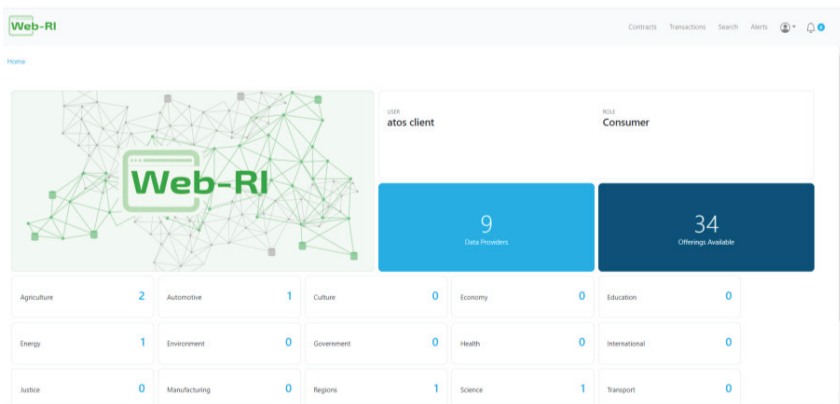 Web-RI
Contracts Transactions Search Alerts
Home
Web-RI
USER
atos client
ROLE
Consumer
9
Data Providers
34
Offerings Available
Agriculture 2
Automotive 1
Culture 0
Economy 0
Education 0
Energy 1
Environment 0
Government 0
Health 0
International 0
Justice 0
Manufacturing 0
Regions 1
Science 1
Transport 0